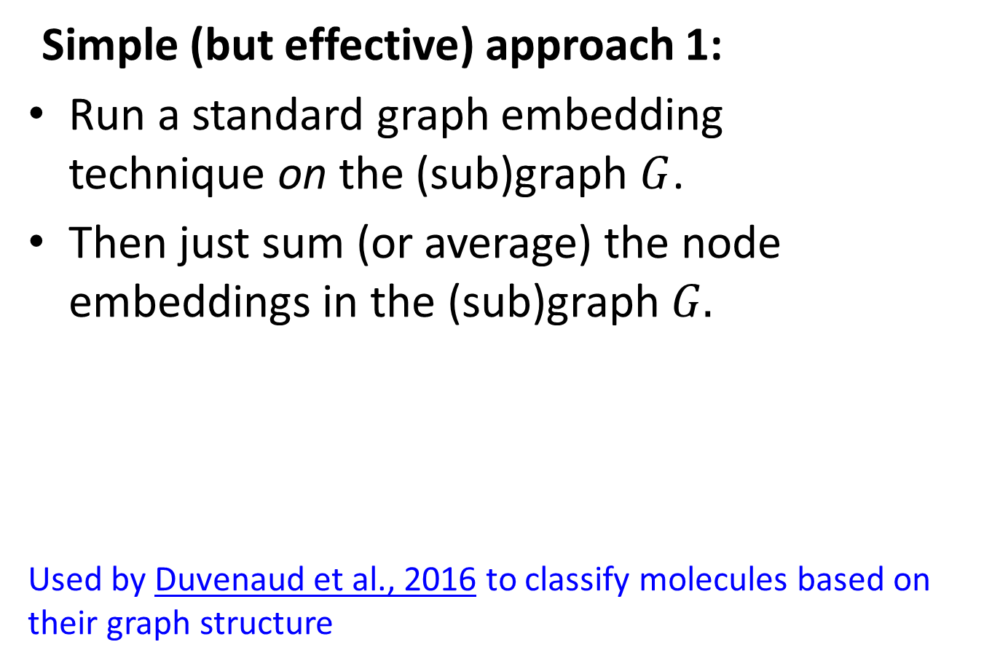 Simple (but effective) approach 1:
• Run a standard graph embedding
technique on the (sub)graph G.
• Then just sum (or average) the node
embeddings in the (sub)graph G.
Used by Duvenaud et al., 2016 to classify molecules based on
their graph structure